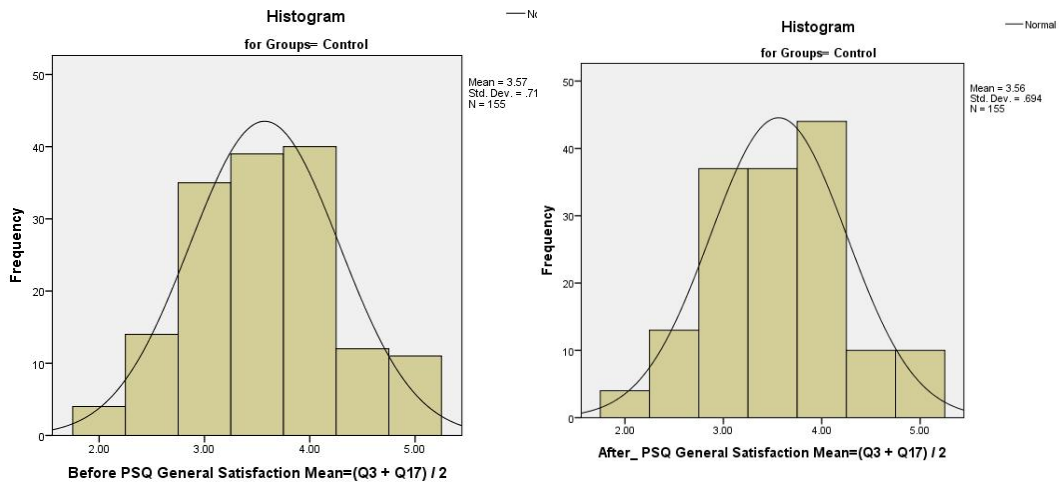 Histogram
for Groups= Control
Mean = 3.57
Std. Dev. = .71
N = 155
50
40
30
20
10
0
Frequency
2.00 3.00 4.00 5.00
Before PSQ General Satisfaction Mean=(Q3 + Q17) / 2
Histogram
Normal
for Groups= Control
Mean = 3.56
Std. Dev. = .694
N = 155
50
40
30
20
10
0
Frequency
2.00 3.00 4.00 5.00
After_ PSQ General Satisfaction Mean=(Q3 + Q17) / 2